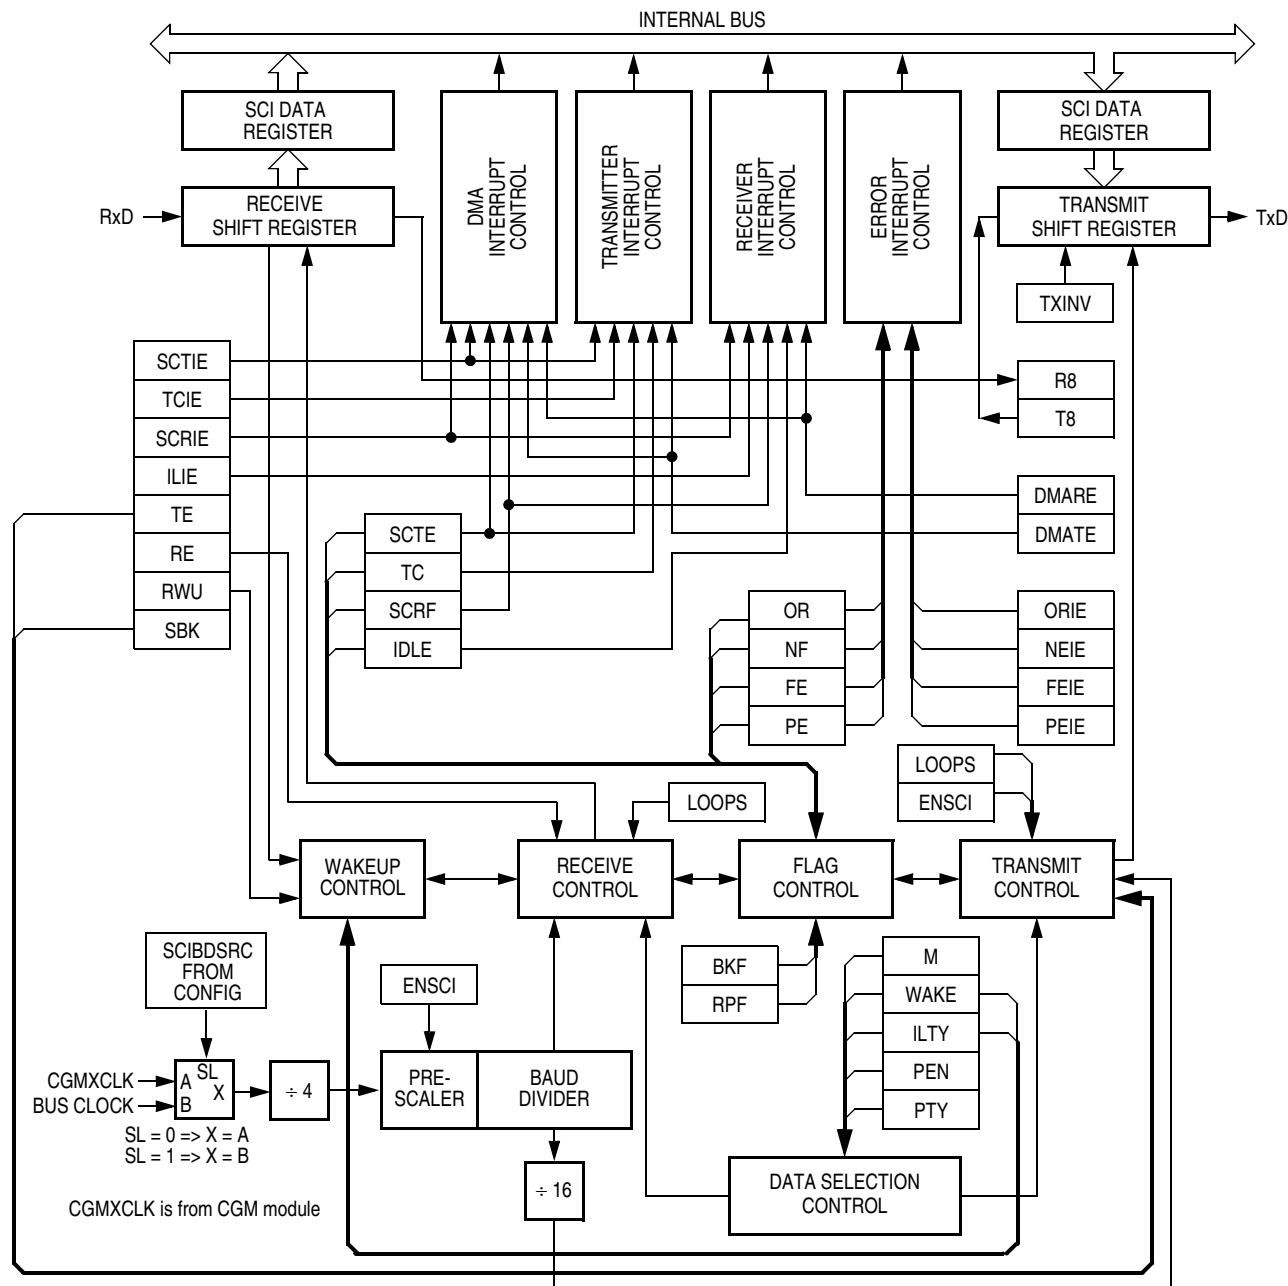 INTERNAL BUS
SCI DATA
REGISTER
RECEIVE
SHIFT REGISTER
RxD
DMA
INTERRUPT
CONTROL
TRANSMITTER
INTERRUPT
CONTROL
RECEIVER
INTERRUPT
CONTROL
ERROR
INTERRUPT
CONTROL
SCI DATA
REGISTER
TRANSMIT
SHIFT REGISTER
TxD
TXINV
SCTIE
TCIE
SCRIE
ILIE
TE
RE
RWU
SBK
R8
T8
DMARE
DMATE
SCTE
TC
SCRF
IDLE
OR
NF
FE
PE
ORIE
NEIE
FEIE
PEIE
LOOPS
ENSCI
LOOPS
WAKEUP
CONTROL
RECEIVE
CONTROL
FLAG
CONTROL
TRANSMIT
CONTROL
SCIBDSRC
FROM
CONFIG
ENSCI
BKF
RPF
M
WAKE
ILTY
PEN
PTY
CGMXCLK
BUS CLOCK
A
B
SL
X
÷ 4
PRE-
SCALER
BAUD
DIVIDER
SL = 0 => X = A
SL = 1 => X = B
÷ 16
DATA SELECTION
CONTROL
CGMXCLK is from CGM module